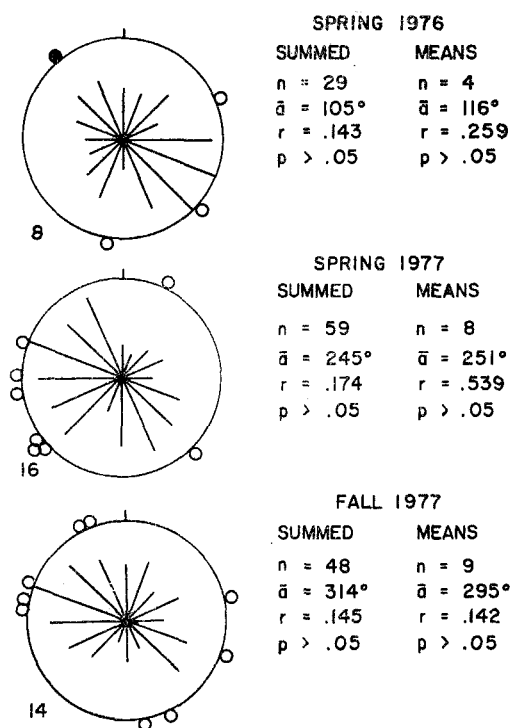 SPRING 1976
SUMMED MEANS
n = 29 n = 4
ā = 105° ā = 116°
r = .143 r = .259
p > .05 p > .05
8
SPRING 1977
SUMMED MEANS
n = 59 n = 8
ā = 245° ā = 251°
r = .174 r = .539
p > .05 p > .05
16
FALL 1977
SUMMED MEANS
n = 48 n = 9
ā = 314° ā = 295°
r = .145 r = .142
p > .05 p > .05
14